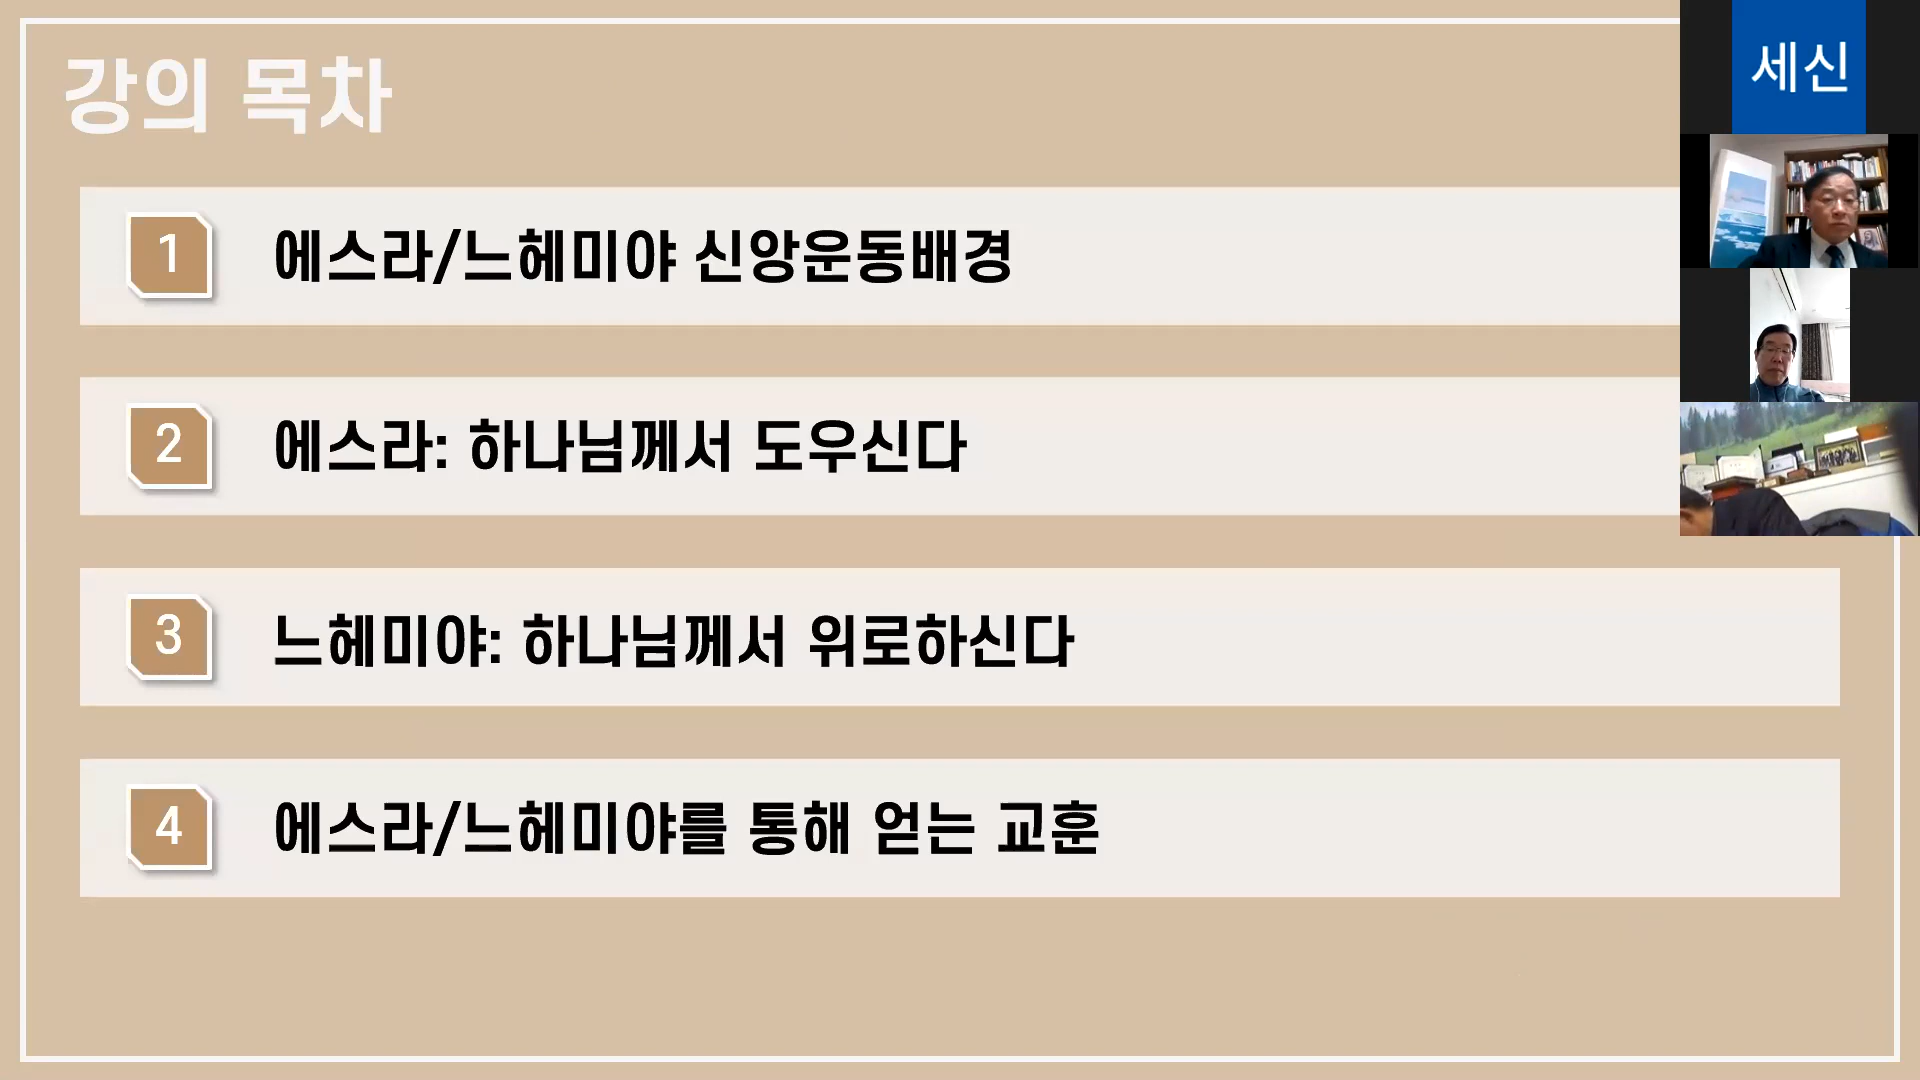 강의 목차
1 에스라/느헤미야 신앙운동배경
2 에스라: 하나님께서 도우신다
3 느헤미야: 하나님께서 위로하신다
4 에스라/느헤미야를 통해 얻는 교훈
세신